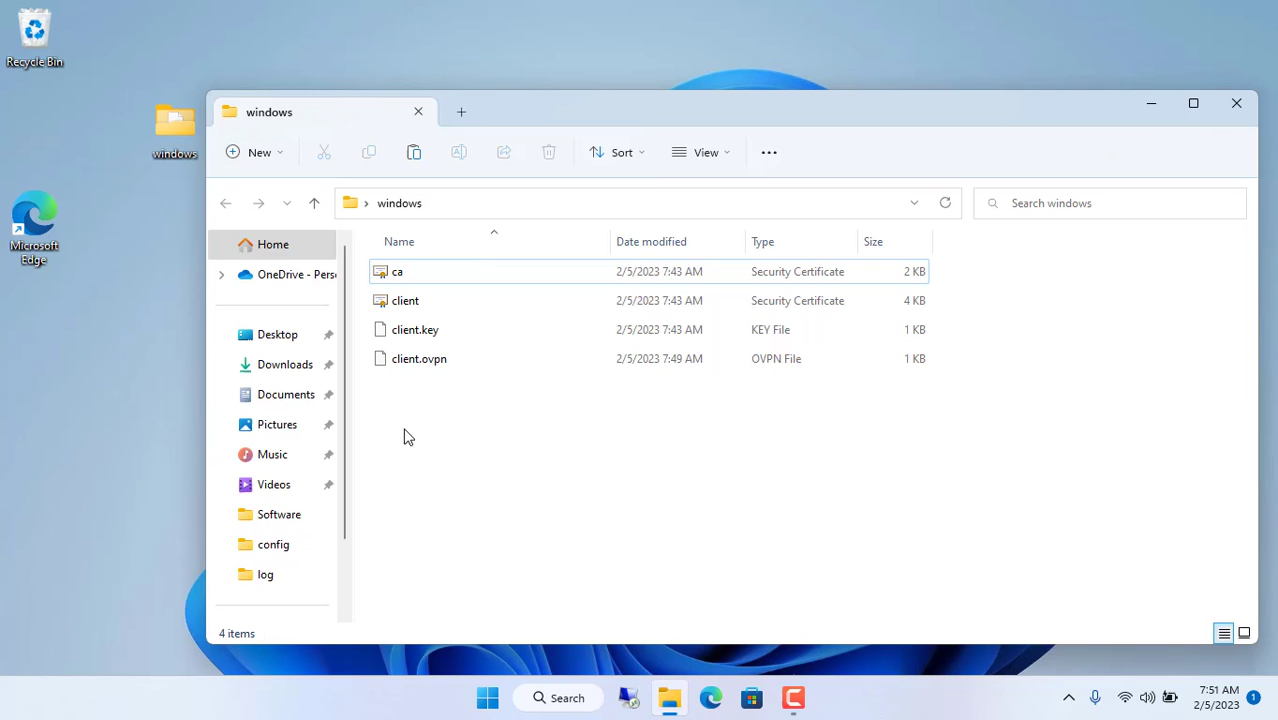 Recycle Bin
windows
Microsoft
Edge
windows
New
Sort
View
windows
Search windows
Home
OneDrive - Pers
Desktop
Downloads
Documents
Pictures
Music
Videos
Software
config
log
Name Date modified Type Size
ca 2/5/2023 7:43 AM Security Certificate 2 KB
client 2/5/2023 7:43 AM Security Certificate 4 KB
client.key 2/5/2023 7:43 AM KEY File 1 KB
client.ovpn 2/5/2023 7:49 AM OVPN File 1 KB
4 items
Search
7:51 AM
2/5/2023
1